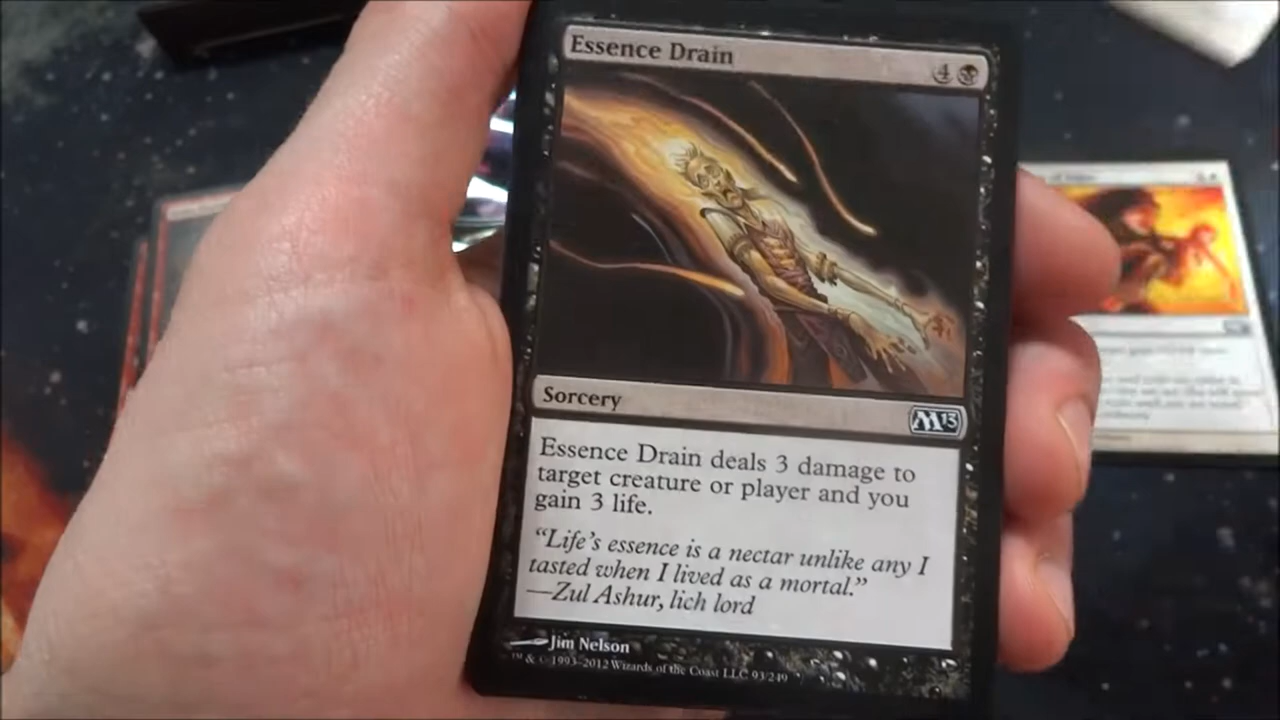 Essence Drain
4
Sorcery
M13
Essence Drain deals 3 damage to
target creature or player and you
gain 3 life.
“Life’s essence is a nectar unlike any I
tasted when I lived as a mortal.”
—Zul Ashur, lich lord
Jim Nelson
™ & © 1993–2012 Wizards of the Coast LLC 93/249